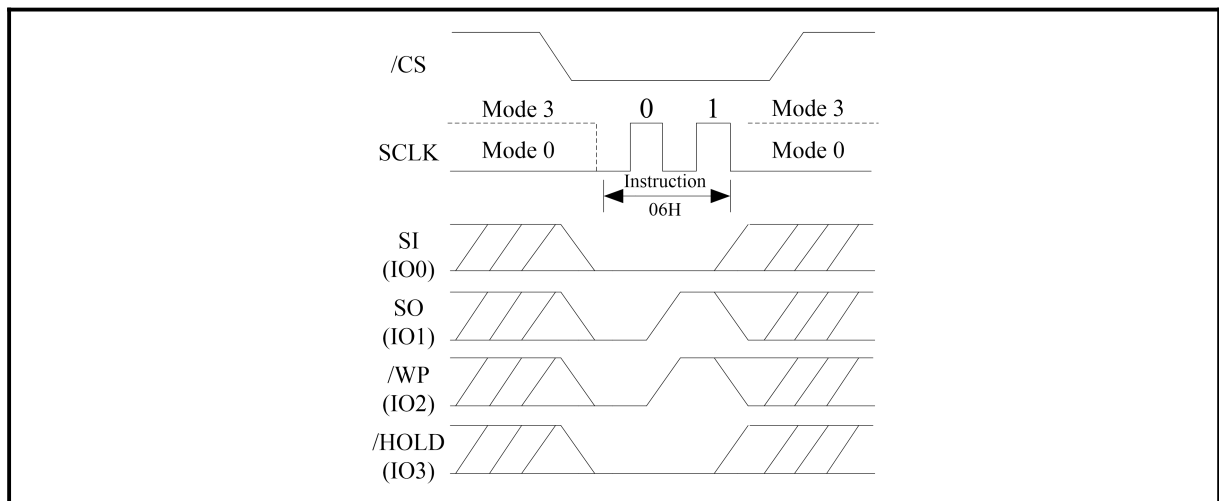 /CS
Mode 3 0 1 Mode 3
SCLK Mode 0 Mode 0
Instruction
06H
SI
(IO0)
SO
(IO1)
/WP
(IO2)
/HOLD
(IO3)